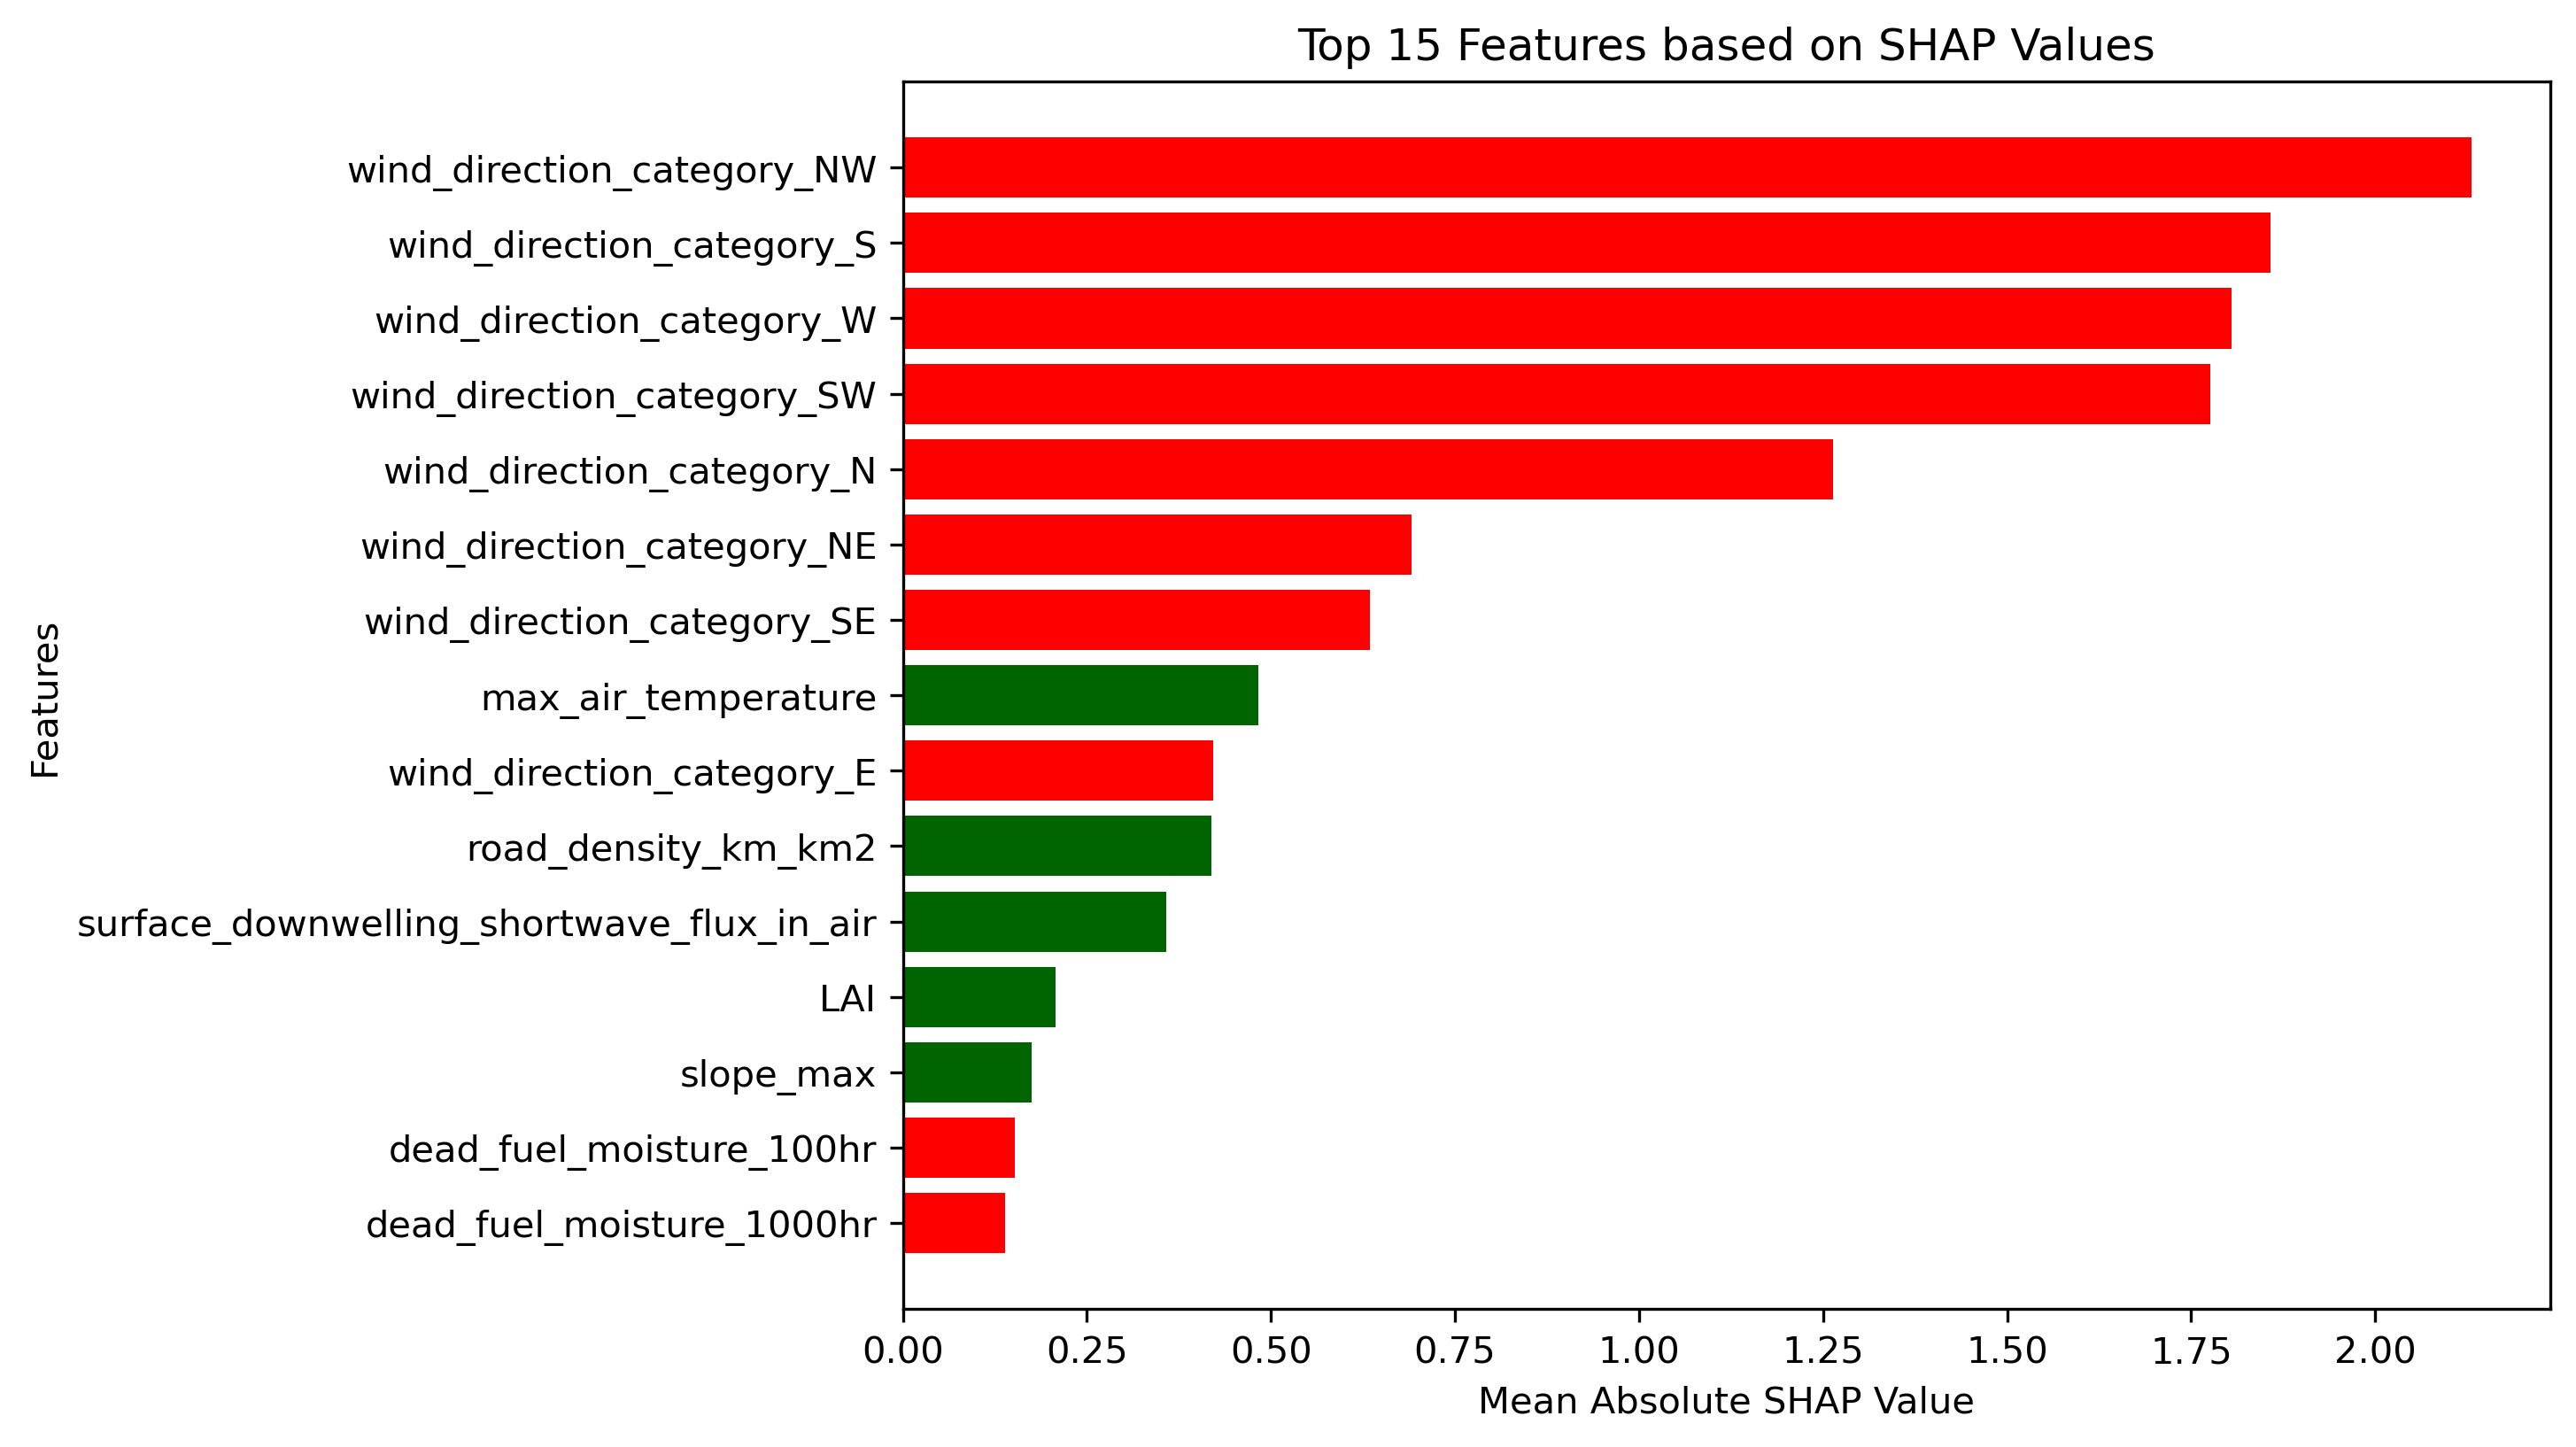 Top 15 Features based on SHAP Values
Features
wind_direction_category_NW
wind_direction_category_S
wind_direction_category_W
wind_direction_category_SW
wind_direction_category_N
wind_direction_category_NE
wind_direction_category_SE
max_air_temperature
wind_direction_category_E
road_density_km_km2
surface_downwelling_shortwave_flux_in_air
LAI
slope_max
dead_fuel_moisture_100hr
dead_fuel_moisture_1000hr
0.00 0.25 0.50 0.75 1.00 1.25 1.50 1.75 2.00
Mean Absolute SHAP Value